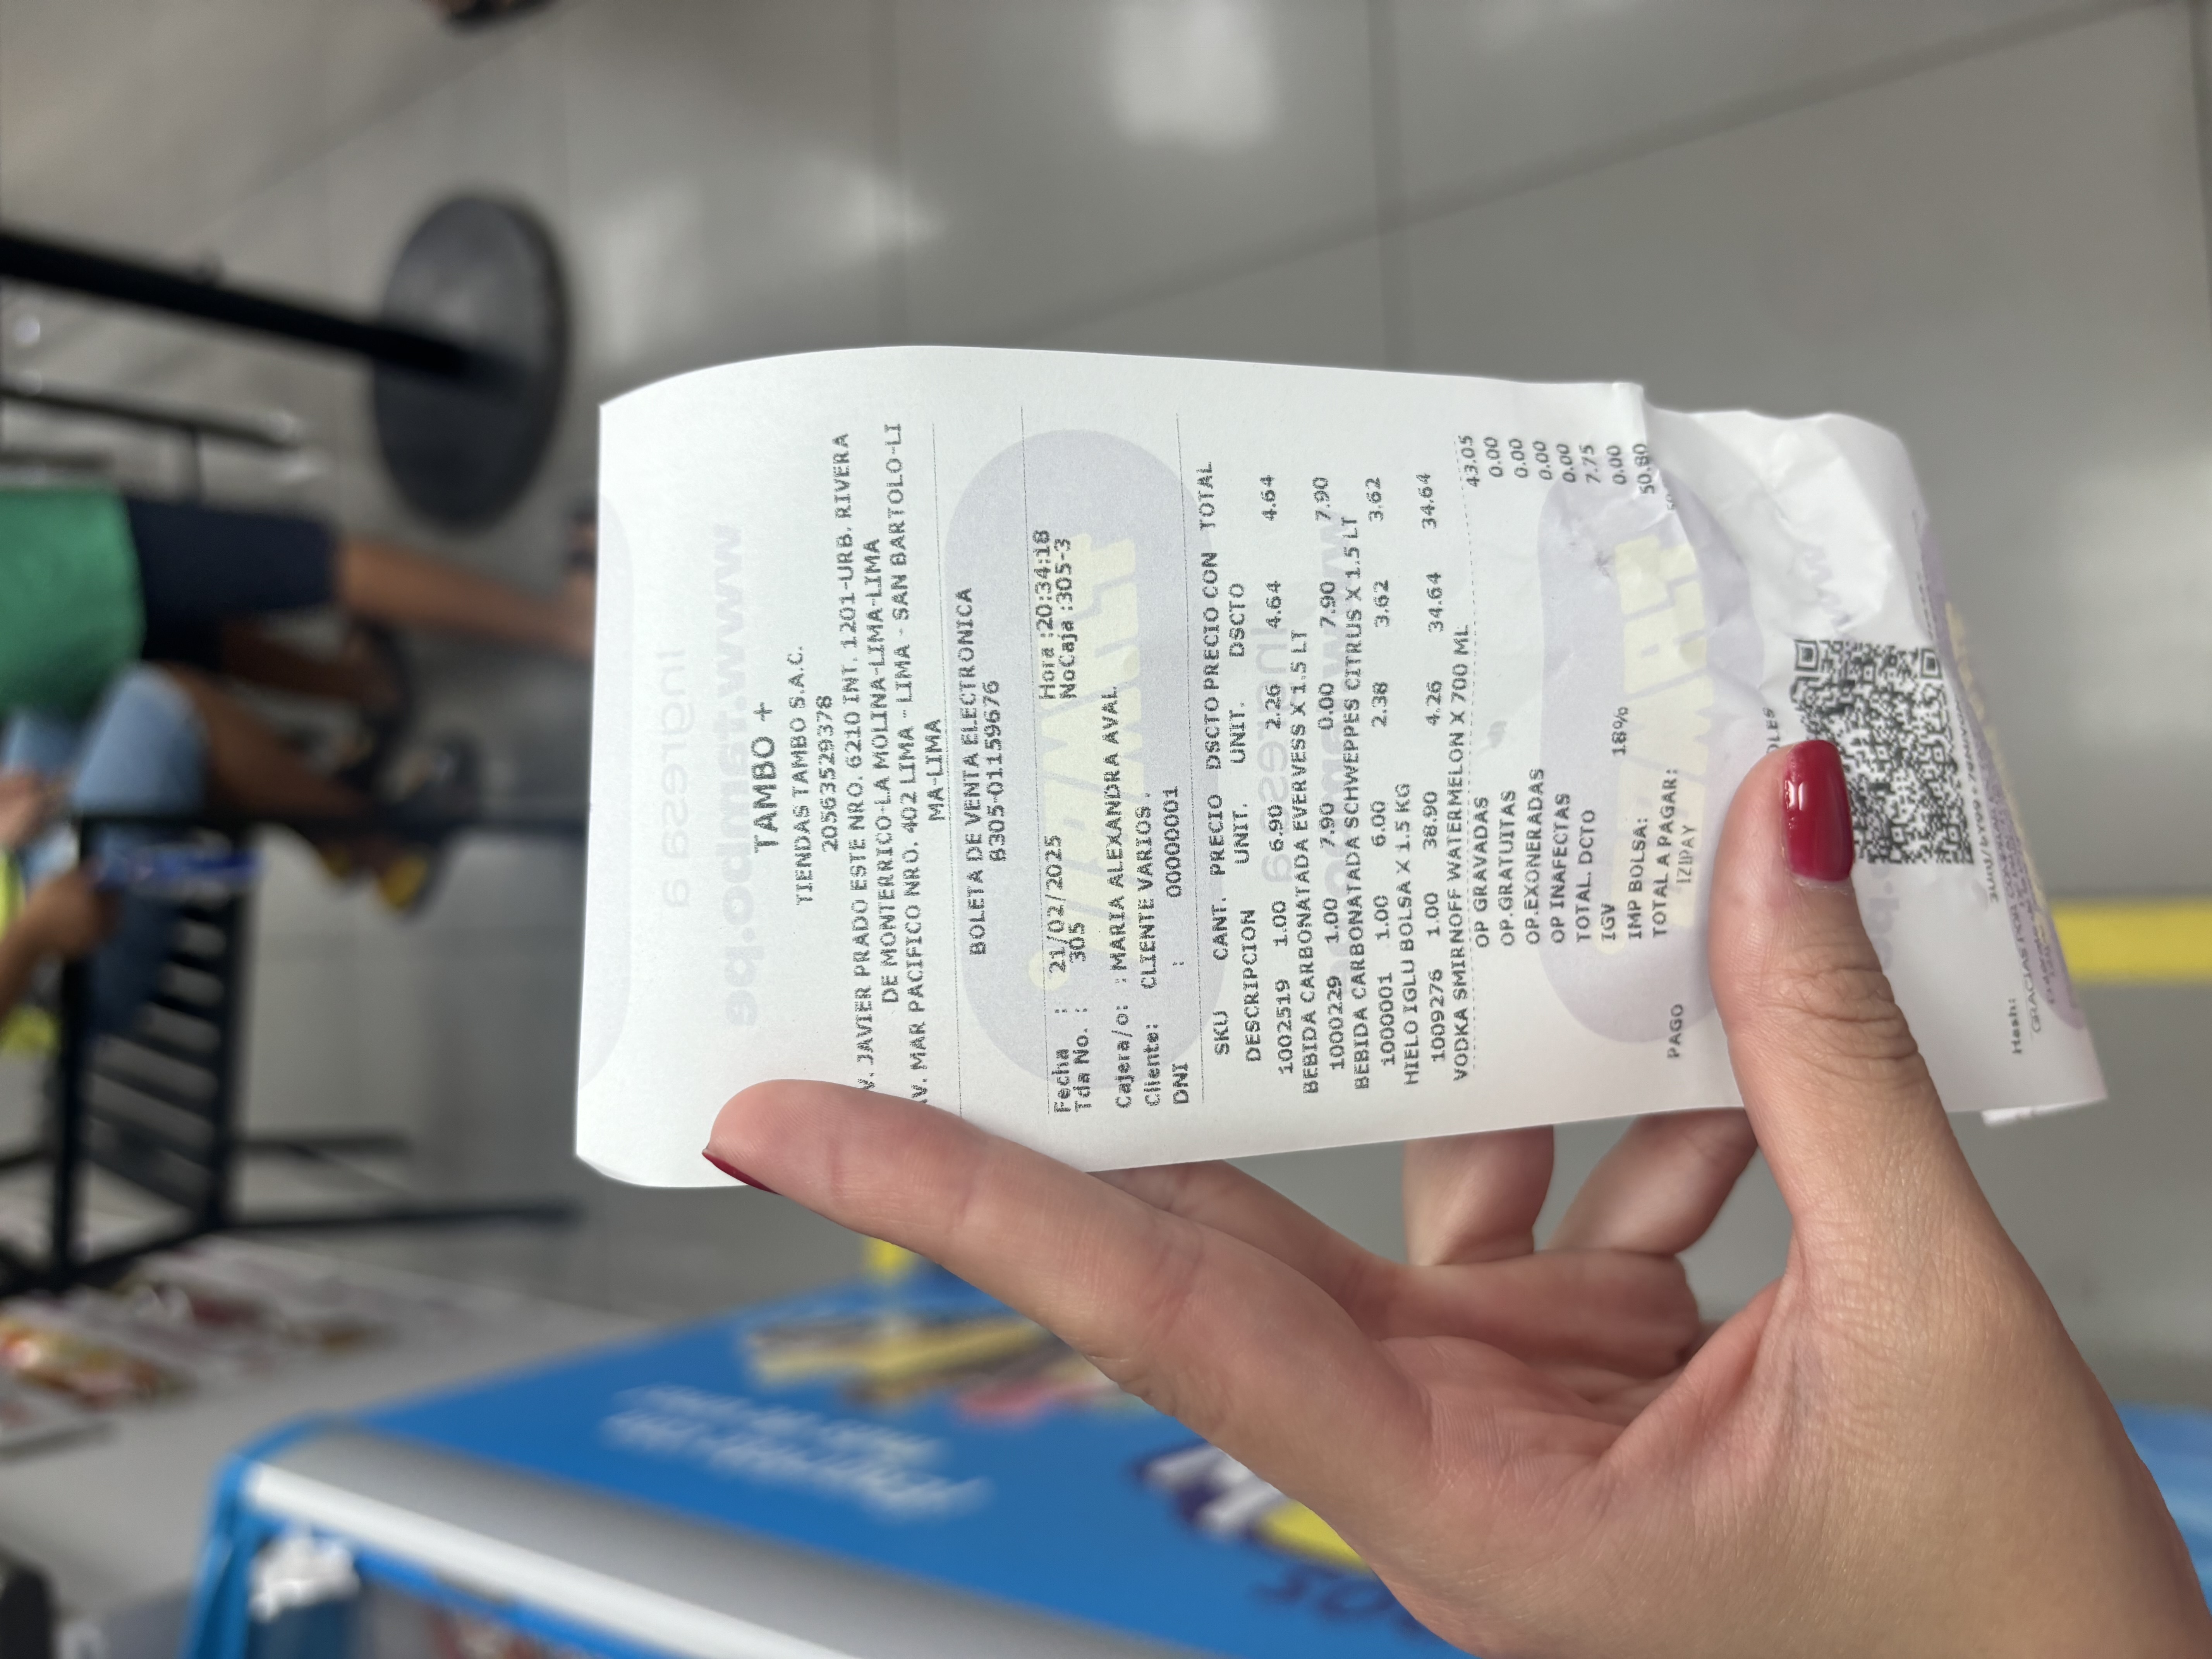 Ingresa a
www.tambo.pe
TAMBO +
TIENDAS TAMBO S.A.C.
20563529378
V. JAVIER PRADO ESTE NRO. 6210 INT. 1201-URB. RIVERA
DE MONTERRICO-LA MOLINA-LIMA-LIMA
AV. MAR PACIFICO NRO. 402 LIMA - LIMA - SAN BARTOLO-LI
MA-LIMA
BOLETA DE VENTA ELECTRONICA
B305-01159676
Fecha : 21/02/2025 Hora :20:34:18
Tda No. : 305 NoCaja :305-3
Cajera/o: : MARIA ALEXANDRA AVAL
Cliente: CLIENTE VARIOS .
DNI : 00000001
SKU CANT. PRECIO DSCTO PRECIO CON TOTAL
DESCRIPCION UNIT. UNIT. DSCTO
1002519 1.00 6.90 2.26 4.64 4.64
BEBIDA CARBONATADA EVERVESS X 1.5 LT
1000229 1.00 7.90 0.00 7.90 7.90
BEBIDA CARBONATADA SCHWEPPES CITRUS X 1.5 LT
1000001 1.00 6.00 2.38 3.62 3.62
HIELO IGLU BOLSA X 1.5 KG
1009276 1.00 38.90 4.26 34.64 34.64
VODKA SMIRNOFF WATERMELON X 700 ML
OP GRAVADAS 43.05
OP.GRATUITAS 0.00
OP.EXONERADAS 0.00
OP INAFECTAS 0.00
TOTAL. DCTO 0.00
IGV 18% 7.75
IMP BOLSA: 0.00
TOTAL A PAGAR: 50.80
PAGO IZIPAY
OLES
Hash:
GRACIAS POR COMPRAR